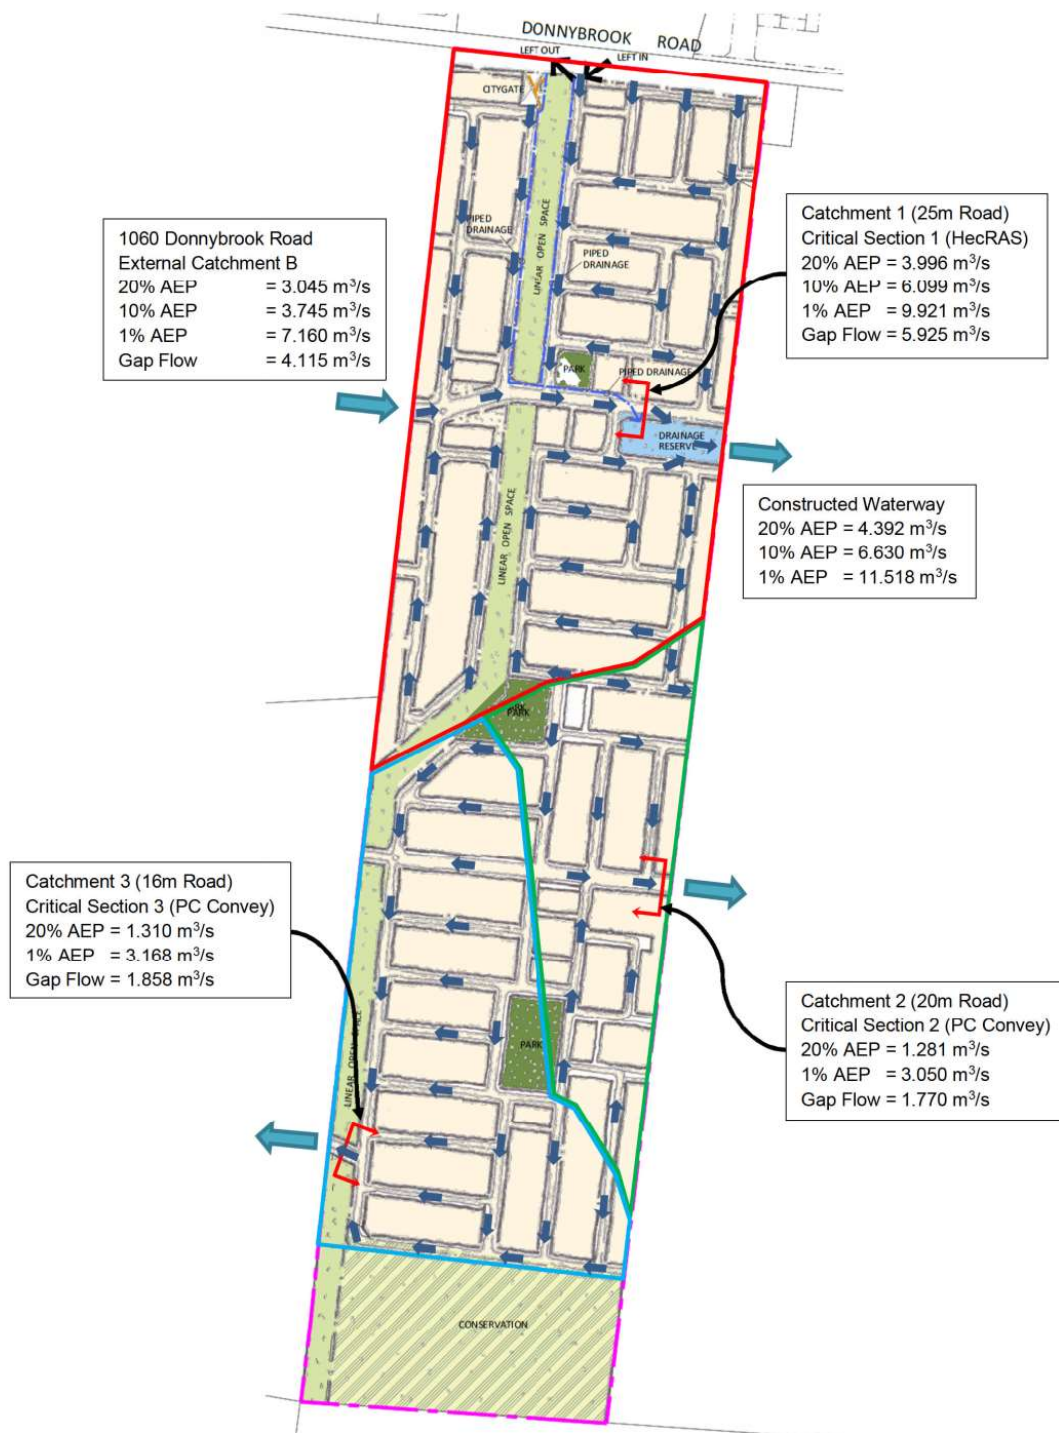 DONNYBROOK ROAD
LEFT OUT
LEFT IN
CITYGATE
PIPED
DRAINAGE
LINEAR OPEN SPACE
PIPED
DRAINAGE
1060 Donnybrook Road
External Catchment B
20% AEP = 3.045 m³/s
10% AEP = 3.745 m³/s
1% AEP = 7.160 m³/s
Gap Flow = 4.115 m³/s
Catchment 1 (25m Road)
Critical Section 1 (HecRAS)
20% AEP = 3.996 m³/s
10% AEP = 6.099 m³/s
1% AEP = 9.921 m³/s
Gap Flow = 5.925 m³/s
PARK
PIPED DRAINAGE
DRAINAGE
RESERVE
LINEAR OPEN SPACE
Constructed Waterway
20% AEP = 4.392 m³/s
10% AEP = 6.630 m³/s
1% AEP = 11.518 m³/s
PARK
PARK
Catchment 3 (16m Road)
Critical Section 3 (PC Convey)
20% AEP = 1.310 m³/s
1% AEP = 3.168 m³/s
Gap Flow = 1.858 m³/s
Catchment 2 (20m Road)
Critical Section 2 (PC Convey)
20% AEP = 1.281 m³/s
1% AEP = 3.050 m³/s
Gap Flow = 1.770 m³/s
PARK
LINEAR OPEN SPACE
CONSERVATION